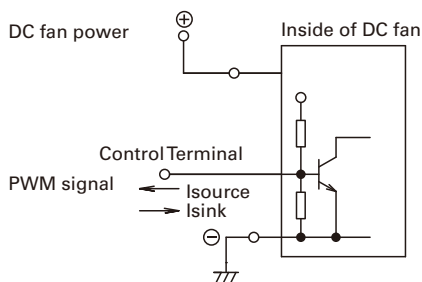 DC fan power
Inside of DC fan
Control Terminal
PWM signal
Isource
Isink